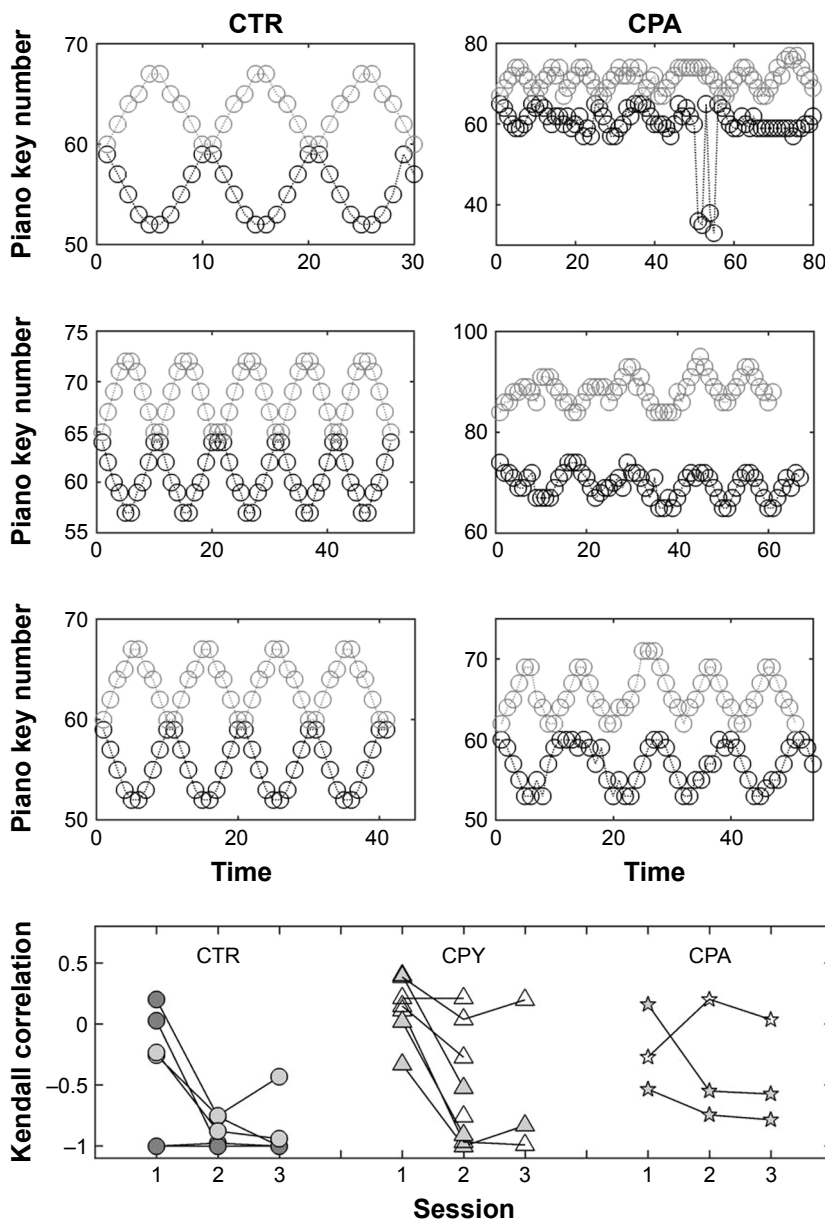 CTR CPA
Piano key number
70
60
50
0 10 20 30
80
60
40
0 20 40 60 80
Piano key number
75
70
65
60
55
0 20 40
100
80
60
0 20 40 60
Piano key number
70
60
50
0 20 40
Time
70
60
50
0 20 40
Time
Kendall correlation
0.5
0
–0.5
–1
CTR CPY CPA
1 2 3 1 2 3 1 2 3
Session